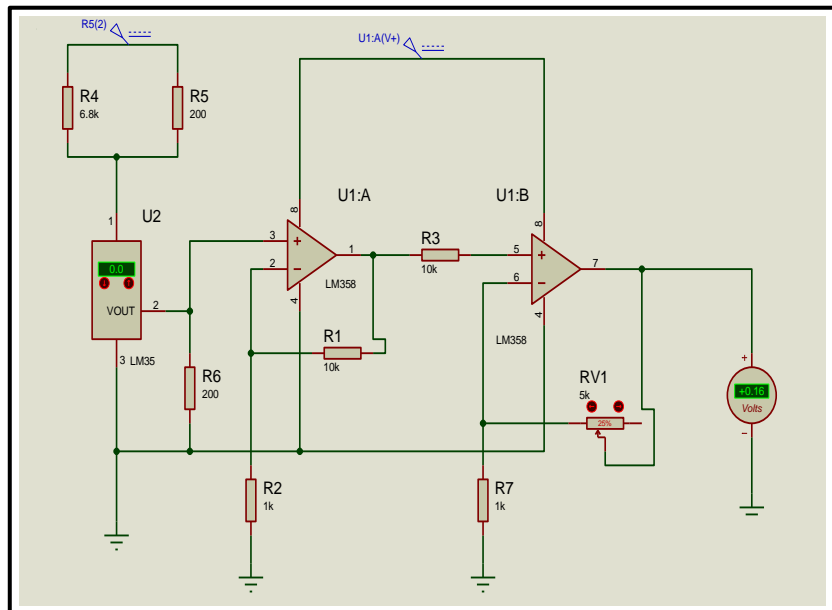 R5(2)
U1:A(V+)
R4
6.8k
R5
200
1
U2
0.0
VOUT
2
3
LM35
R6
200
U1:A
8
3
2
1
4
LM358
R1
10k
R2
1k
R3
10k
U1:B
8
5
6
7
4
LM358
RV1
5k
25%
R7
1k
+
+0.16
Volts